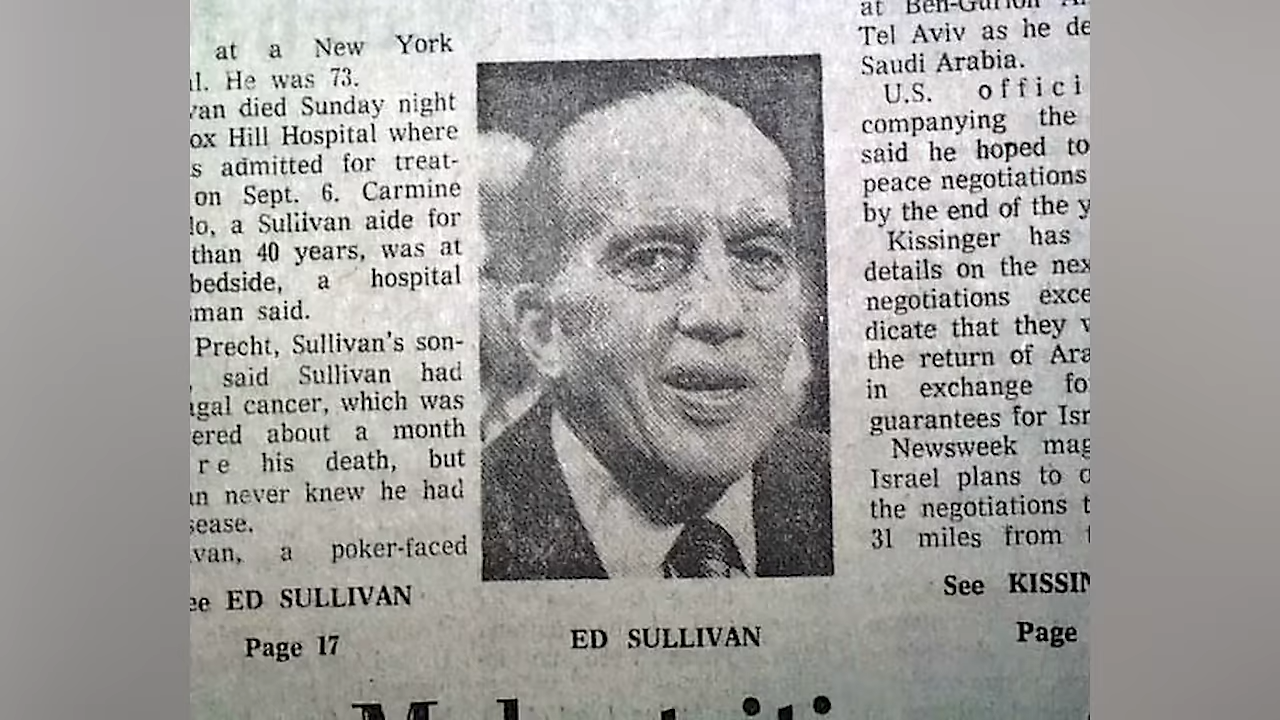 at a New York
l. He was 73.
van died Sunday night
ox Hill Hospital where
s admitted for treat-
on Sept. 6. Carmine
lo, a Sullivan aide for
than 40 years, was at
bedside, a hospital
man said.
Precht, Sullivan's son-
, said Sullivan had
gal cancer, which was
ered about a month
re his death, but
n never knew he had
sease.
van, a poker-faced
ee ED SULLIVAN
Page 17
ED SULLIVAN
at Ben-Gurion
Tel Aviv as he de
Saudi Arabia.
U.S. offici
companying the
said he hoped to
peace negotiations
by the end of the y
Kissinger has
details on the nex
negotiations exce
dicate that they
the return of Ara
in exchange fo
guarantees for Isr
Newsweek mag
Israel plans to
the negotiations t
31 miles from
See KISSIN
Page